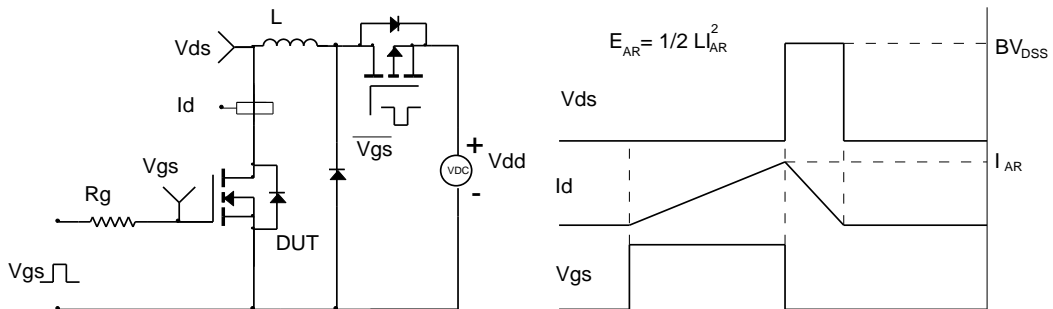 L
Vds
Id
Vgs
Vgs
Rg
DUT
Vgs
+
Vdd
VDC
-
E_AR= 1/2 LI_AR^2
BV_DSS
Vds
I_AR
Id
Vgs